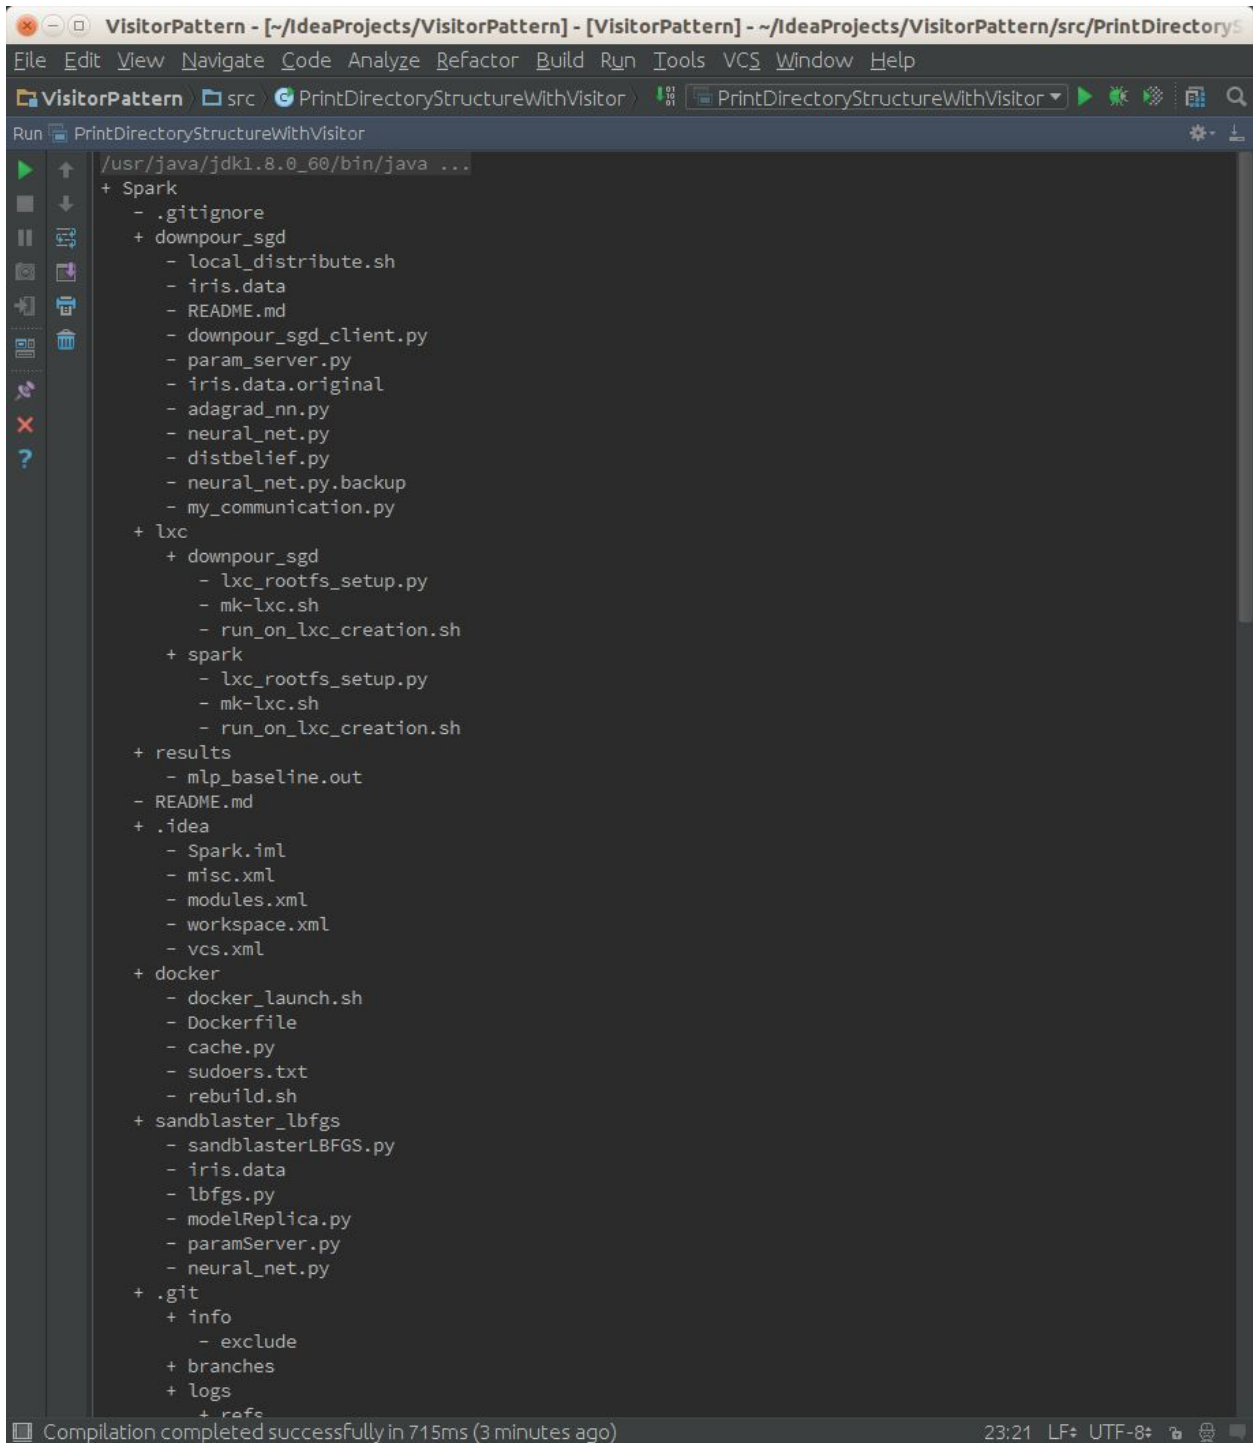 VisitorPattern - [~/IdeaProjects/VisitorPattern] - [VisitorPattern] - ~/IdeaProjects/VisitorPattern/src/PrintDirectoryS
File Edit View Navigate Code Analyze Refactor Build Run Tools VCS Window Help
VisitorPattern src PrintDirectoryStructureWithVisitor PrintDirectoryStructureWithVisitor
Run PrintDirectoryStructureWithVisitor
/usr/java/jdk1.8.0_60/bin/java ...
+ Spark
   - .gitignore
   + downpour_sgd
      - local_distribute.sh
      - iris.data
      - README.md
      - downpour_sgd_client.py
      - param_server.py
      - iris.data.original
      - adagrad_nn.py
      - neural_net.py
      - distbelief.py
      - neural_net.py.backup
      - my_communication.py
   + lxc
      + downpour_sgd
         - lxc_rootfs_setup.py
         - mk-lxc.sh
         - run_on_lxc_creation.sh
      + spark
         - lxc_rootfs_setup.py
         - mk-lxc.sh
         - run_on_lxc_creation.sh
   + results
      - mlp_baseline.out
   - README.md
   + .idea
      - Spark.iml
      - misc.xml
      - modules.xml
      - workspace.xml
      - vcs.xml
   + docker
      - docker_launch.sh
      - Dockerfile
      - cache.py
      - sudoers.txt
      - rebuild.sh
   + sandblaster_lbfgs
      - sandblasterLBFGS.py
      - iris.data
      - lbfgs.py
      - modelReplica.py
      - paramServer.py
      - neural_net.py
   + .git
      + info
         - exclude
      + branches
      + logs
         + refs
Compilation completed successfully in 715ms (3 minutes ago) 23:21 LF UTF-8